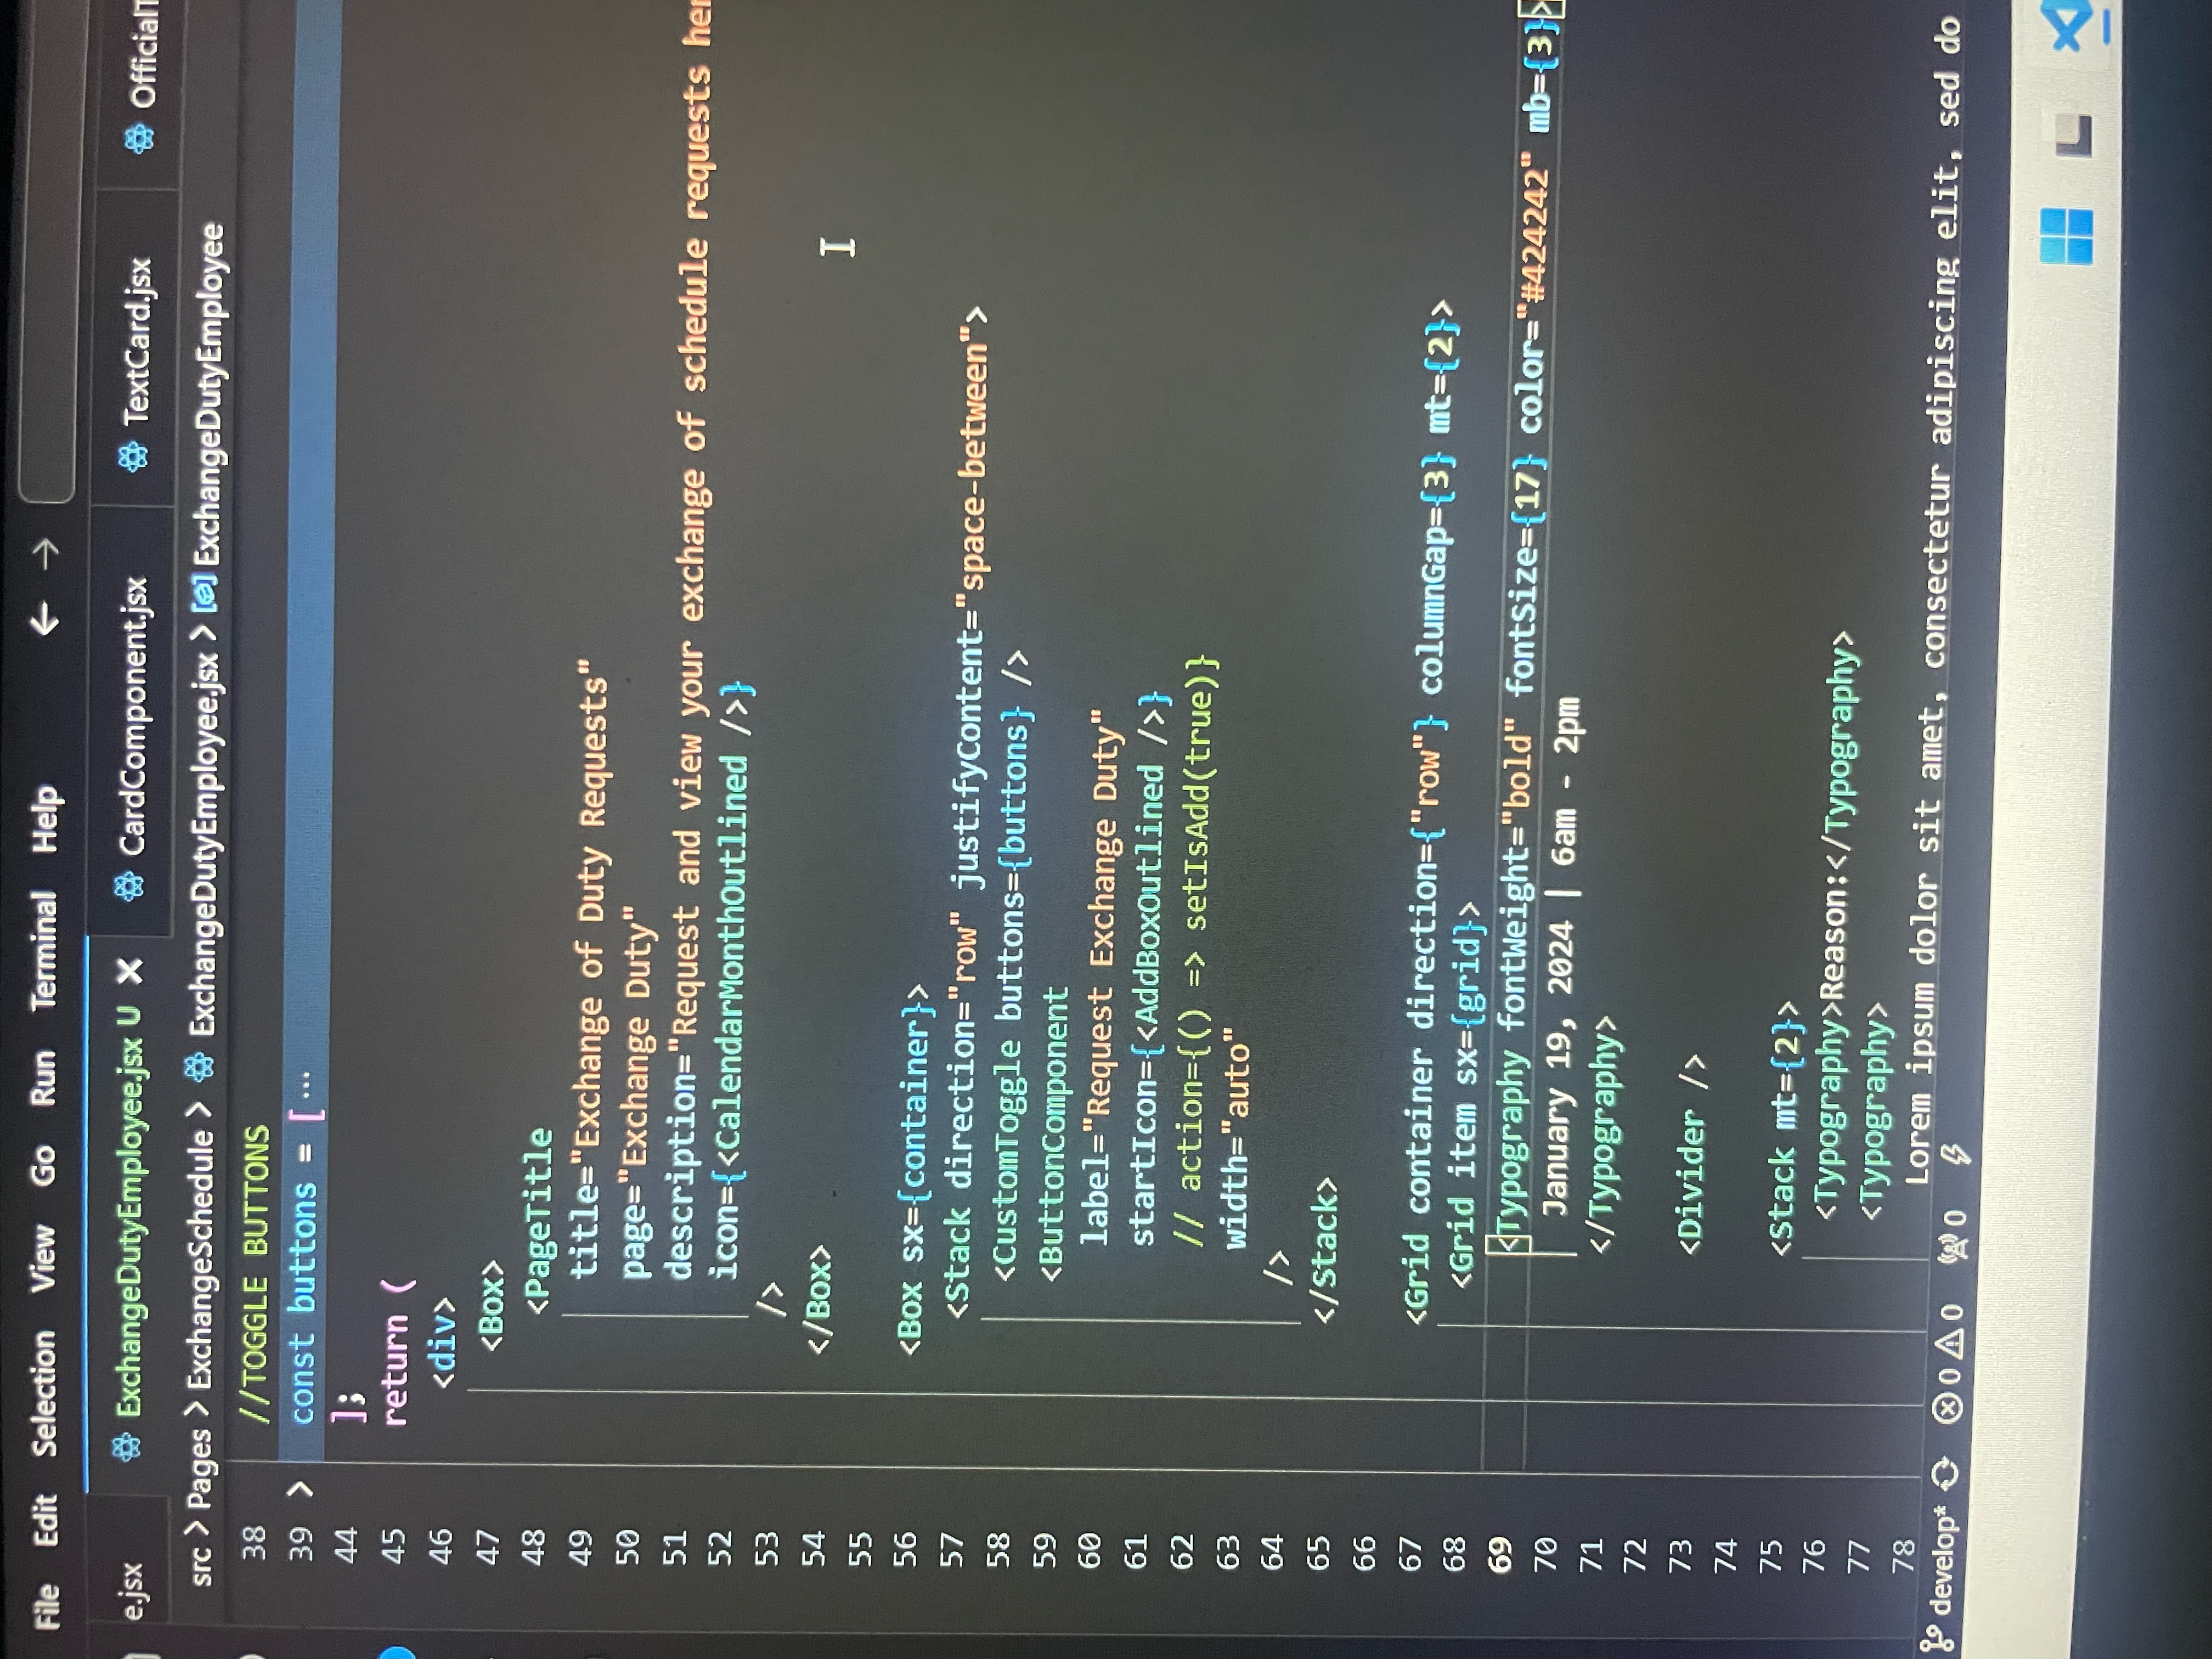 File Edit Selection View Go Run Terminal Help
e.jsx ExchangeDutyEmployee.jsx U CardComponent.jsx TextCard.jsx OfficialT
src > Pages > ExchangeSchedule > ExchangeDutyEmployee.jsx > ExchangeDutyEmployee
38 //TOGGLE BUTTONS
39 > const buttons = [ ...
44 ];
45 return (
46 <div>
47 <Box>
48 <PageTitle
49 title="Exchange of Duty Requests"
50 page="Exchange Duty"
51 description="Request and view your exchange of schedule requests her
52 icon={<CalendarMonthOutlined />}
53 />
54 </Box>
55
56 <Box sx={container}>
57 <Stack direction="row" justifyContent="space-between">
58 <CustomToggle buttons={buttons} />
59 <ButtonComponent
60 label="Request Exchange Duty"
61 startIcon={<AddBoxOutlined />}
62 // action={() => setIsAdd(true)}
63 width="auto"
64 />
65 </Stack>
66
67 <Grid container direction={"row"} columnGap={3} mt={2}>
68 <Grid item sx={grid}>
69 <Typography fontWeight="bold" fontSize={17} color="#424242" mb={3}>
70 January 19, 2024 | 6am - 2pm
71 </Typography>
72
73 <Divider />
74
75 <Stack mt={2}>
76 <Typography>Reason:</Typography>
77 <Typography>
78 Lorem ipsum dolor sit amet, consectetur adipiscing elit, sed do
develop* 0 0 0